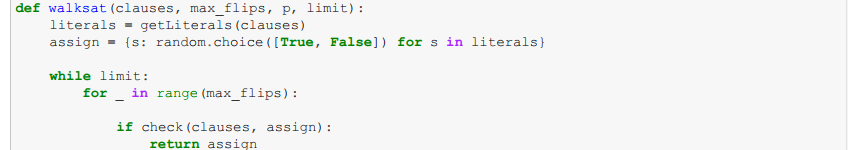 def walksat(clauses, max_flips, p, limit):
    literals = getLiterals(clauses)
    assign = {s: random.choice([True, False]) for s in literals}

    while limit:
        for _ in range(max_flips):

            if check(clauses, assign):
                return assign